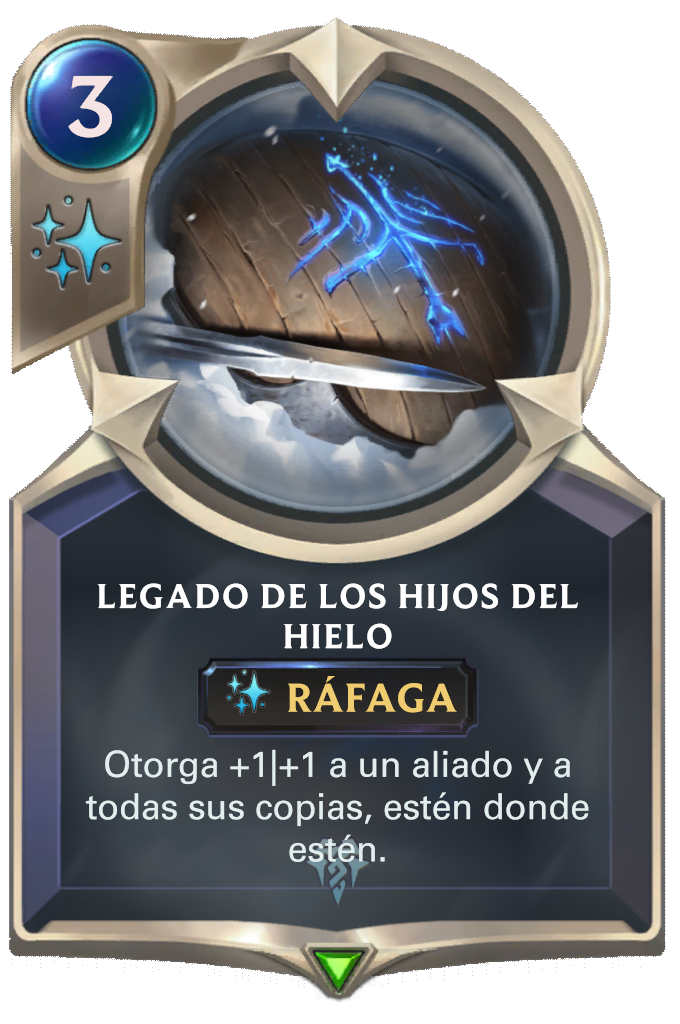 3
LEGADO DE LOS HIJOS DEL
HIELO
RÁFAGA
Otorga +1|+1 a un aliado y a
todas sus copias, estén donde
estén.